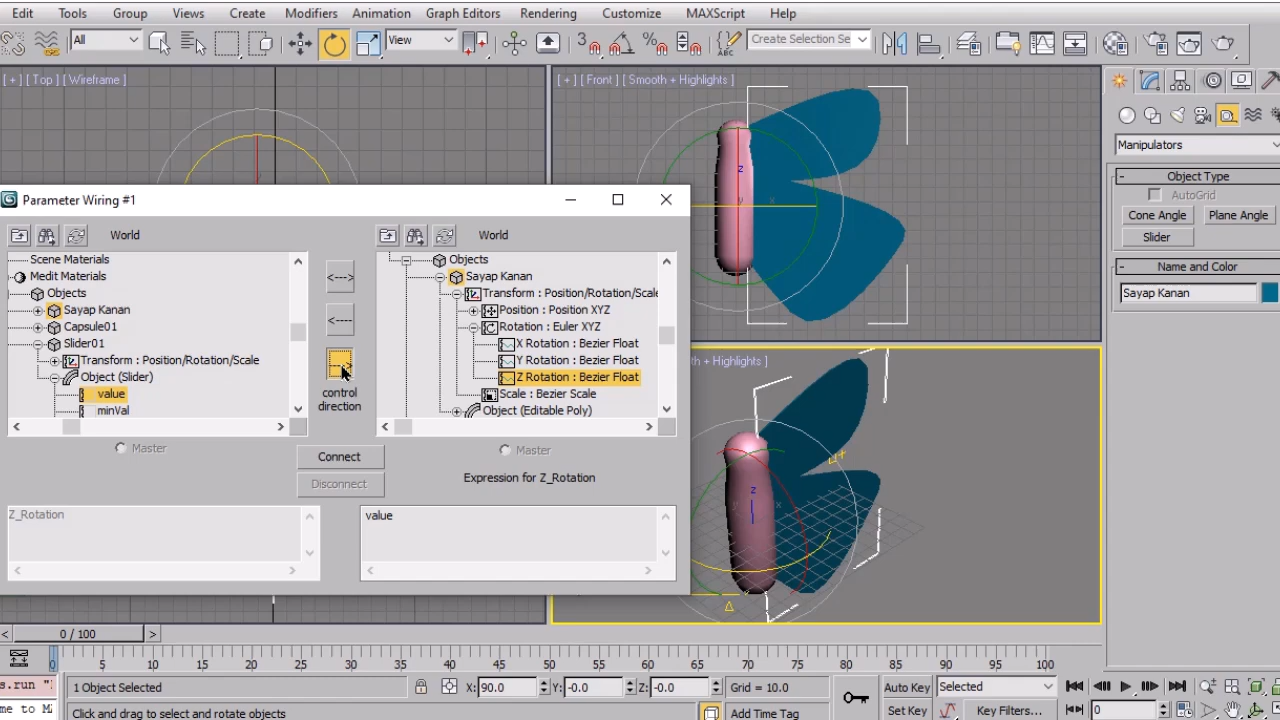 Edit Tools Group Views Create Modifiers Animation Graph Editors Rendering Customize MAXScript Help
All View 3 % ABC Create Selection Se
[ + ] [ Top ] [ Wireframe ]
[ + ] [ Front ] [ Smooth + Highlights ]
z
x
Manipulators
- Object Type
AutoGrid
Cone Angle Plane Angle
Slider
- Name and Color
Sayap Kanan
Parameter Wiring #1
World
Scene Materials
Medit Materials
Objects
Sayap Kanan
Capsule01
Slider01
Transform : Position/Rotation/Scale
Object (Slider)
value
minVal
Master
<--->
<----
control
direction
World
Objects
Sayap Kanan
Transform : Position/Rotation/Scale
Position : Position XYZ
Rotation : Euler XYZ
X Rotation : Bezier Float
Y Rotation : Bezier Float
Z Rotation : Bezier Float
Scale : Bezier Scale
Object (Editable Poly)
Master
Connect
Disconnect
Expression for Z_Rotation
Z_Rotation
value
th + Highlights ]
z
x
< 0 / 100 >
0 5 10 15 20 25 30 35 40 45 50 55 60 65 70 75 80 85 90 95 100
s.run "
1 Object Selected
X: 90.0 Y: -0.0 Z: -0.0
Grid = 10.0
Auto Key Selected
me to M
Click and drag to select and rotate objects
Add Time Tag
Set Key Key Filters... 0